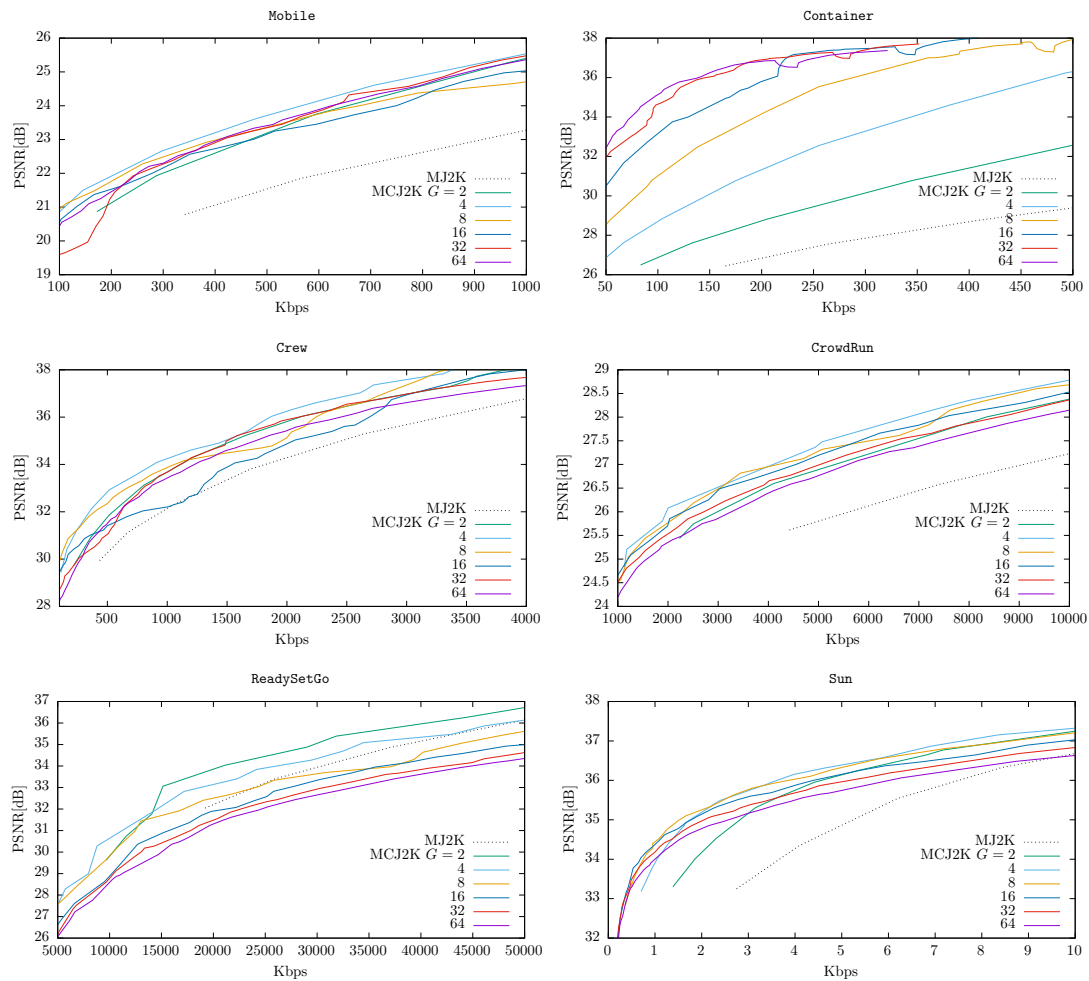 Mobile
26
25
24
23
22
21
20
19
PSNR[dB]
100 200 300 400 500 600 700 800 900 1000
Kbps
MJ2K
MCJ2K G = 2
4
8
16
32
64
Container
38
36
34
32
30
28
26
PSNR[dB]
50 100 150 200 250 300 350 400 450 500
Kbps
MJ2K
MCJ2K G = 2
4
8
16
32
64
Crew
38
36
34
32
30
28
PSNR[dB]
500 1000 1500 2000 2500 3000 3500 4000
Kbps
MJ2K
MCJ2K G = 2
4
8
16
32
64
CrowdRun
29
28.5
28
27.5
27
26.5
26
25.5
25
24.5
24
PSNR[dB]
1000 2000 3000 4000 5000 6000 7000 8000 9000 10000
Kbps
MJ2K
MCJ2K G = 2
4
8
16
32
64
ReadySetGo
37
36
35
34
33
32
31
30
29
28
27
26
PSNR[dB]
5000 10000 15000 20000 25000 30000 35000 40000 45000 50000
Kbps
MJ2K
MCJ2K G = 2
4
8
16
32
64
Sun
38
37
36
35
34
33
32
PSNR[dB]
0 1 2 3 4 5 6 7 8 9 10
Kbps
MJ2K
MCJ2K G = 2
4
8
16
32
64